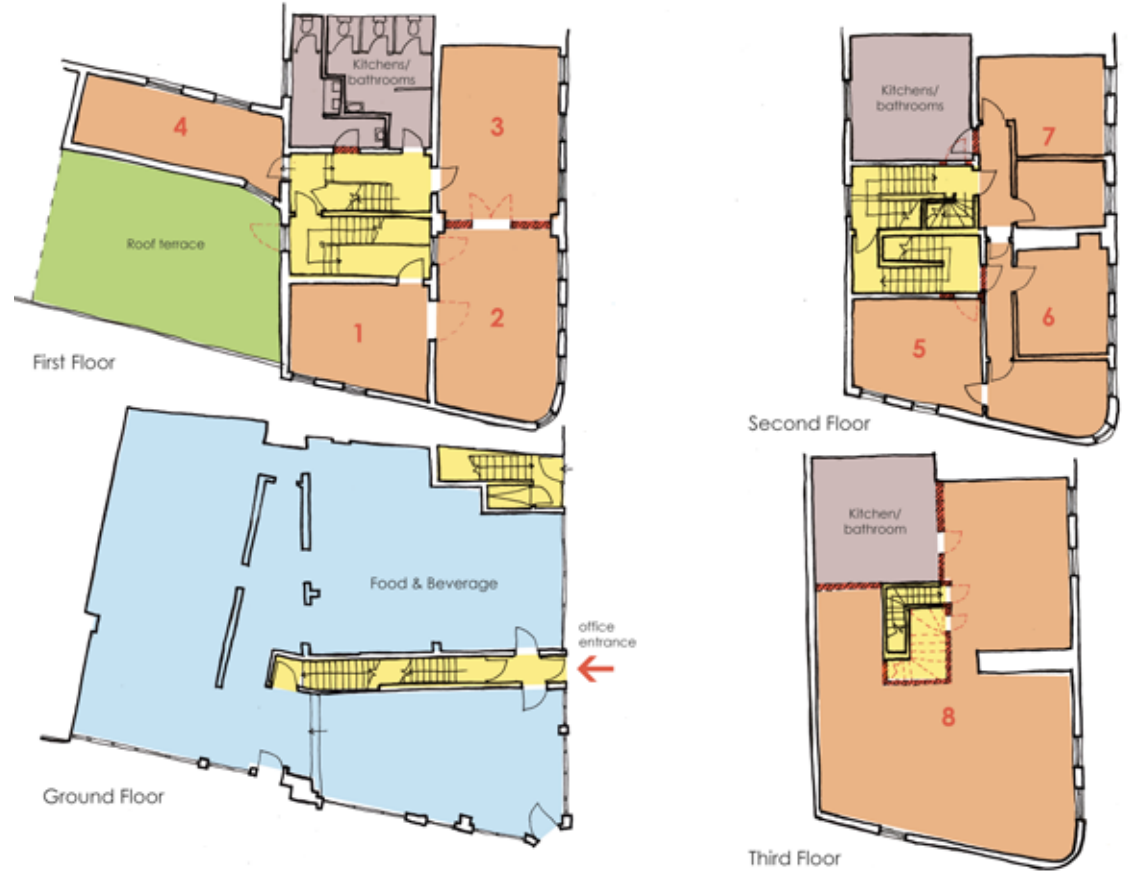 Kitchens/
bathrooms
4
3
Roof terrace
1
2
First Floor
Kitchens/
bathrooms
7
5
6
Second Floor
Food & Beverage
office
entrance
Ground Floor
Kitchen/
bathroom
8
Third Floor